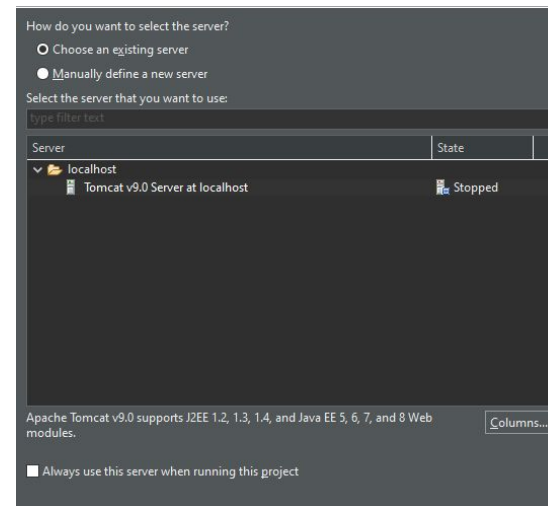 How do you want to select the server?
Choose an existing server
Manually define a new server
Select the server that you want to use:
type filter text
Server State
localhost
Tomcat v9.0 Server at localhost Stopped
Apache Tomcat v9.0 supports J2EE 1.2, 1.3, 1.4, and Java EE 5, 6, 7, and 8 Web
modules.
Columns...
Always use this server when running this project